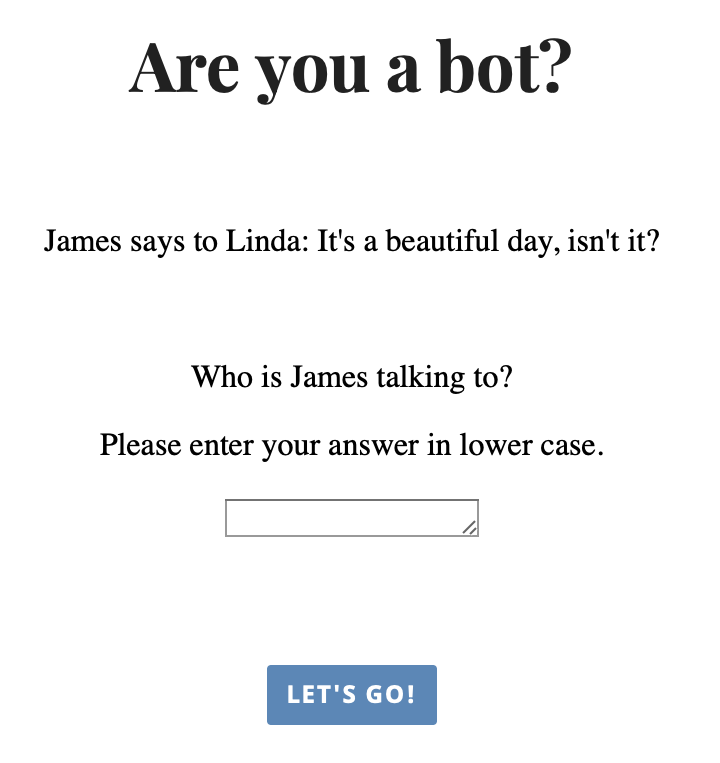 Are you a bot?
James says to Linda: It's a beautiful day, isn't it?
Who is James talking to?
Please enter your answer in lower case.
LET'S GO!